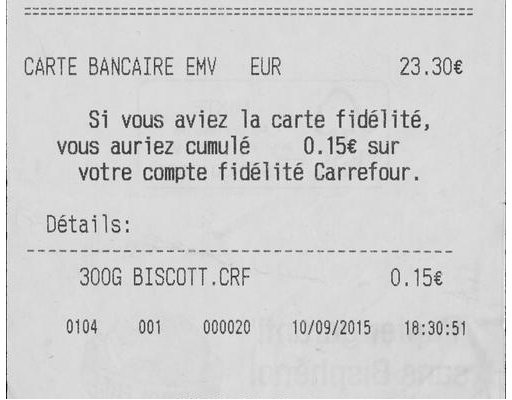 CARTE BANCAIRE EMV EUR 23.30€
Si vous aviez la carte fidélité,
vous auriez cumulé 0.15€ sur
votre compte fidélité Carrefour.
Détails:
300G BISCOTT.CRF 0.15€
0104 001 000020 10/09/2015 18:30:51